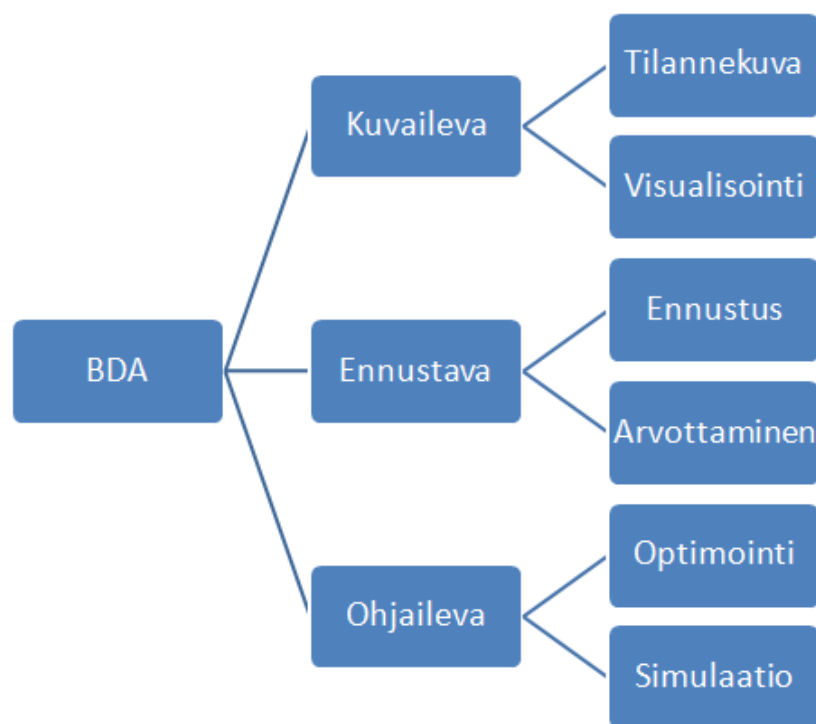 BDA
Kuvaileva
Tilannekuva
Visualisointi
Ennustava
Ennustus
Arvottaminen
Ohjaileva
Optimointi
Simulaatio